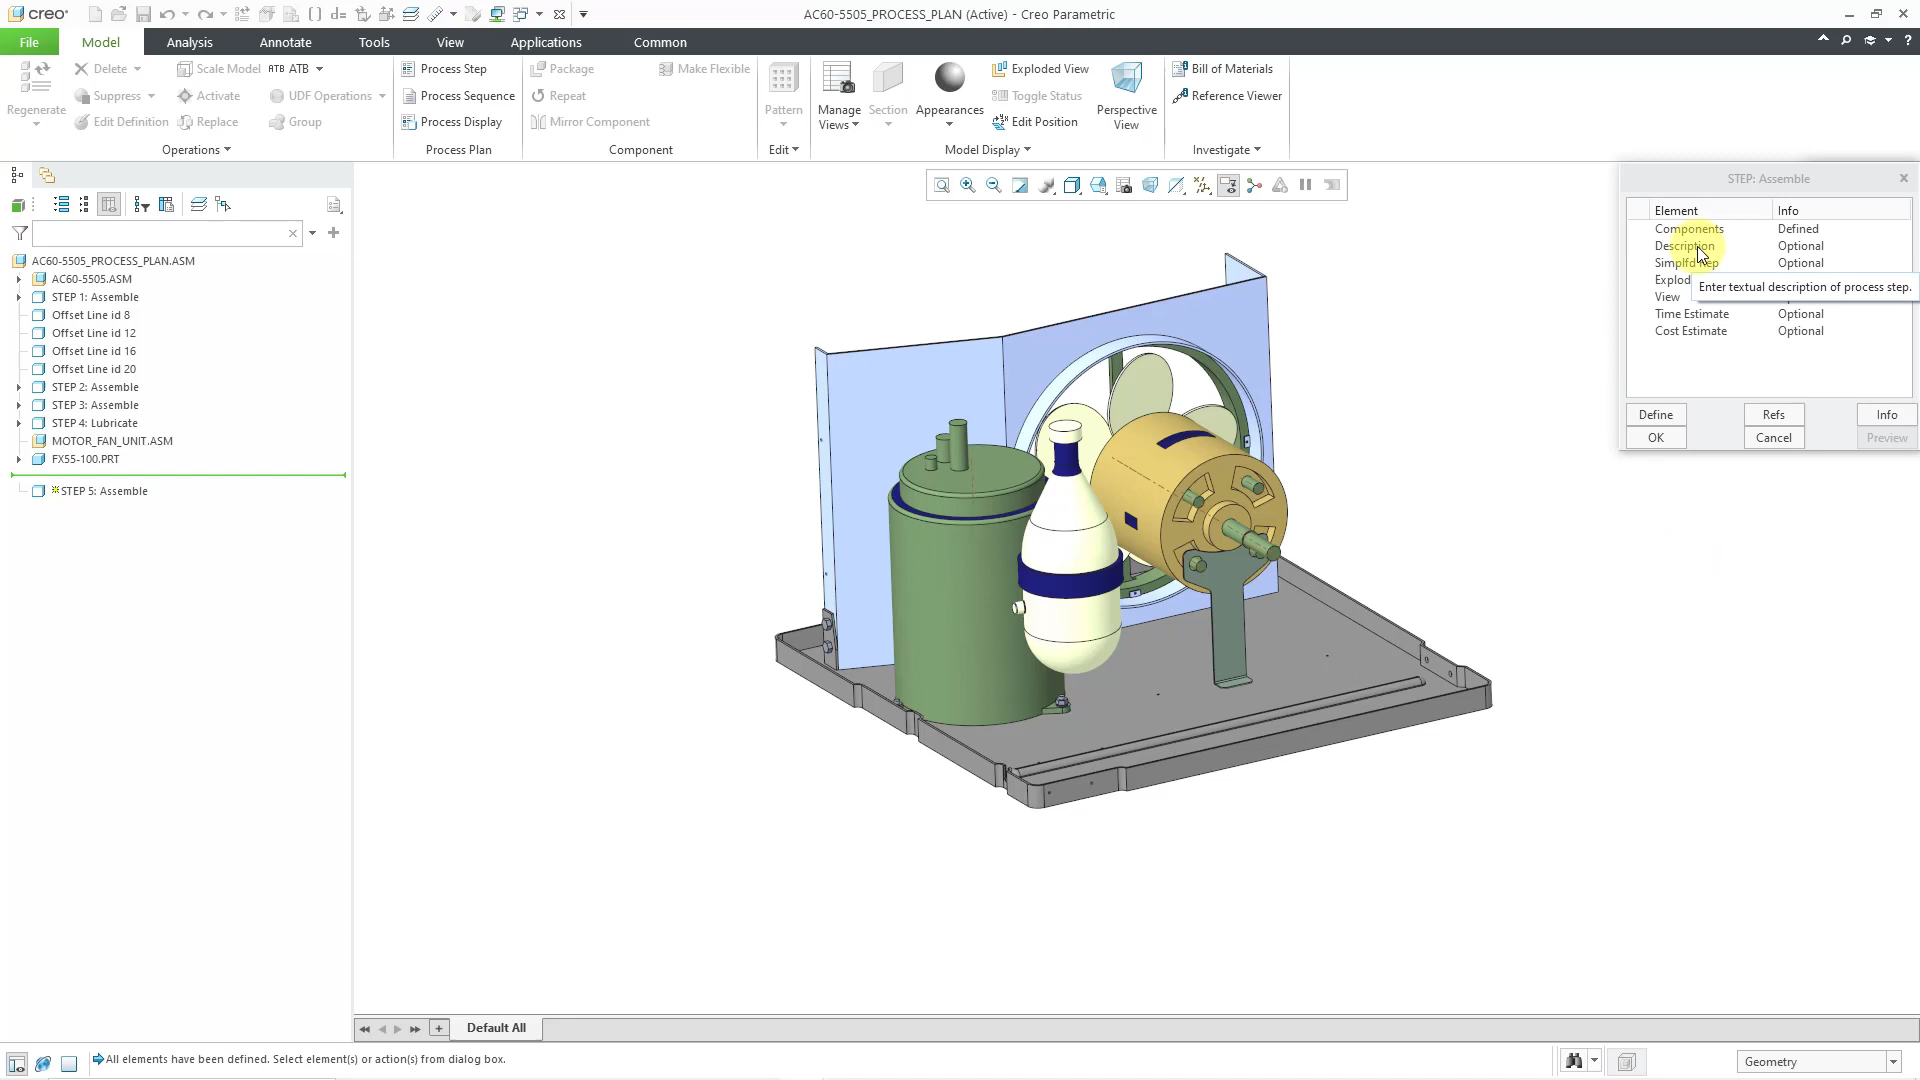 creo
AC60-5505_PROCESS_PLAN (Active) - Creo Parametric
File
Model
Analysis
Annotate
Tools
View
Applications
Common
Regenerate
Delete
Suppress
Edit Definition
Scale Model
Activate
Replace
ATB ATB
UDF Operations
Group
Operations
Process Step
Process Sequence
Process Display
Process Plan
Package
Repeat
Mirror Component
Make Flexible
Component
Pattern
Edit
Manage
Views
Section
Appearances
Exploded View
Toggle Status
Edit Position
Perspective
View
Model Display
Bill of Materials
Reference Viewer
Investigate
AC60-5505_PROCESS_PLAN.ASM
AC60-5505.ASM
STEP 1: Assemble
Offset Line id 8
Offset Line id 12
Offset Line id 16
Offset Line id 20
STEP 2: Assemble
STEP 3: Assemble
STEP 4: Lubricate
MOTOR_FAN_UNIT.ASM
FX55-100.PRT
STEP 5: Assemble
STEP: Assemble
Element Info
Components Defined
Description Optional
Simplfd Rep Optional
Explod
Enter textual description of process step.
View
Time Estimate Optional
Cost Estimate Optional
Define Refs Info
OK Cancel Preview
Default All
All elements have been defined. Select element(s) or action(s) from dialog box.
Geometry